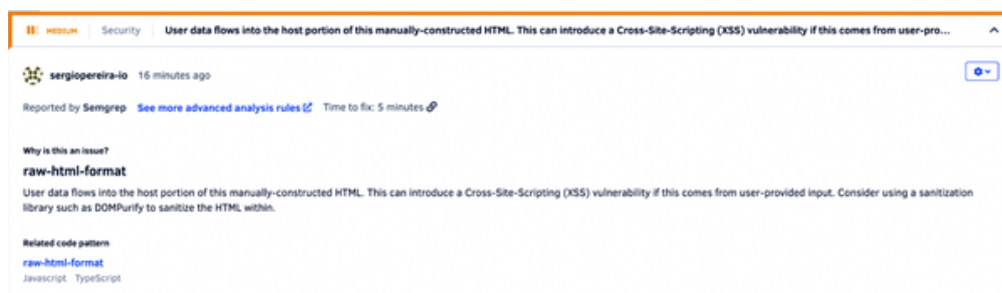 MEDIUM Security User data flows into the host portion of this manually-constructed HTML. This can introduce a Cross-Site-Scripting (XSS) vulnerability if this comes from user-pro...
sergiopereira-io 16 minutes ago
Reported by Semgrep See more advanced analysis rules Time to fix: 5 minutes
Why is this an issue?
raw-html-format
User data flows into the host portion of this manually-constructed HTML. This can introduce a Cross-Site-Scripting (XSS) vulnerability if this comes from user-provided input. Consider using a sanitization
library such as DOMPurify to sanitize the HTML within.
Related code pattern
raw-html-format
Javascript TypeScript